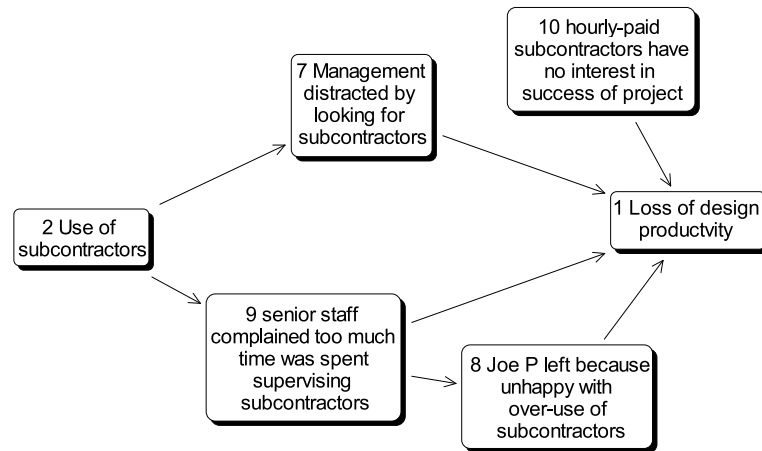 10 hourly-paid
subcontractors have
no interest in
success of project
7 Management
distracted by
looking for
subcontractors
2 Use of
subcontractors
1 Loss of design
productvity
9 senior staff
complained too much
time was spent
supervising
subcontractors
8 Joe P left because
unhappy with
over-use of
subcontractors